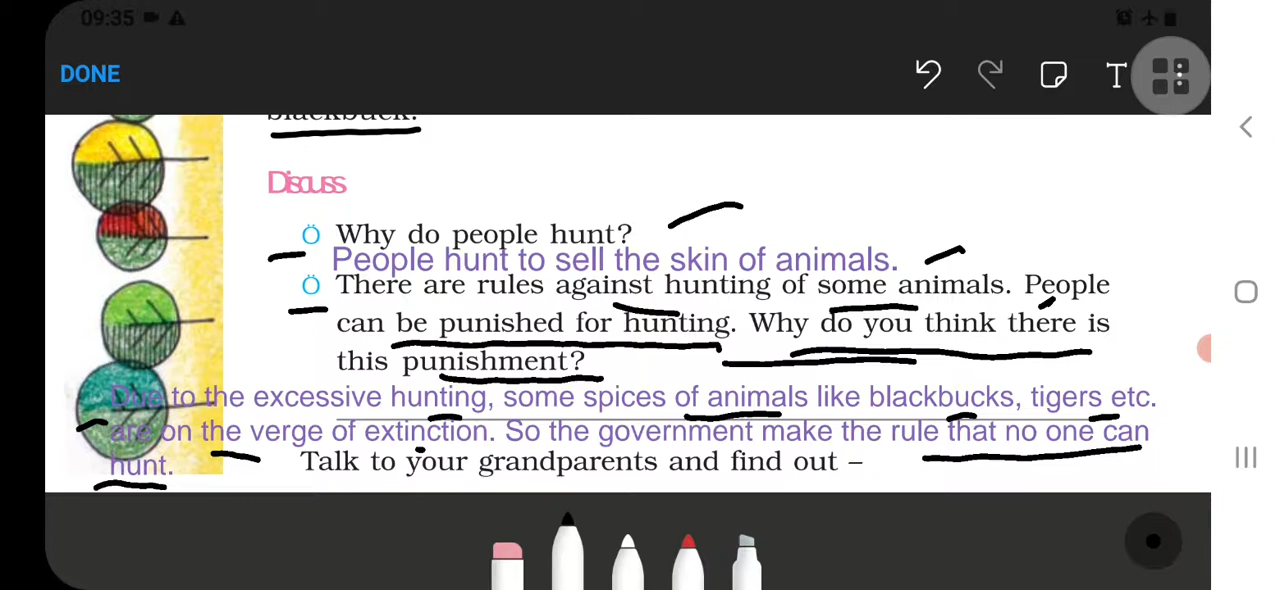 09:35
DONE
T
blackbuck.
Discuss
Ö Why do people hunt?
People hunt to sell the skin of animals.
Ö There are rules against hunting of some animals. People
can be punished for hunting. Why do you think there is
this punishment?
Due to the excessive hunting, some spices of animals like blackbucks, tigers etc.
are on the verge of extinction. So the government make the rule that no one can
hunt.
Talk to your grandparents and find out –